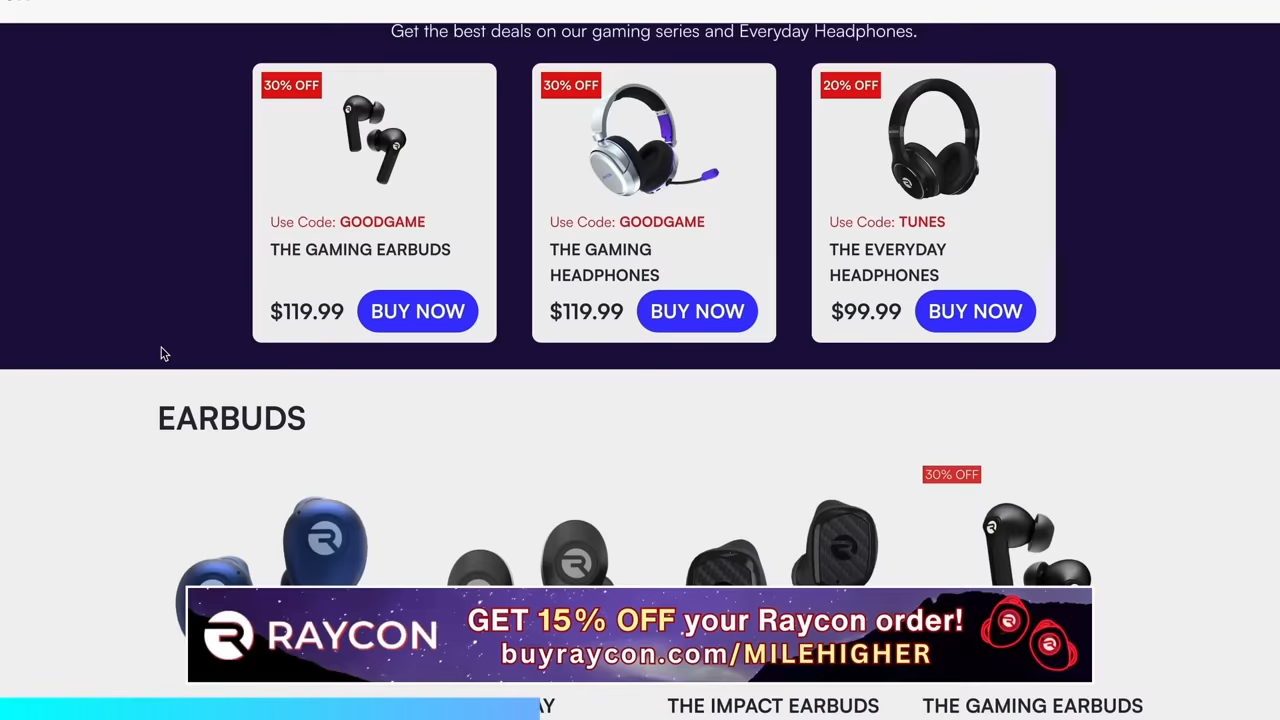 Get the best deals on our gaming series and Everyday Headphones.
30% OFF
Use Code: GOODGAME
THE GAMING EARBUDS
$119.99
BUY NOW
30% OFF
Use Code: GOODGAME
THE GAMING
HEADPHONES
$119.99
BUY NOW
20% OFF
Use Code: TUNES
THE EVERYDAY
HEADPHONES
$99.99
BUY NOW
EARBUDS
30% OFF
RAYCON
GET 15% OFF your Raycon order!
buyraycon.com/MILEHIGHER
THE IMPACT EARBUDS
THE GAMING EARBUDS